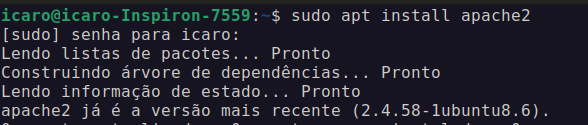 icaro@icaro-Inspiron-7559:~$ sudo apt install apache2
[sudo] senha para icaro:
Lendo listas de pacotes... Pronto
Construindo árvore de dependências... Pronto
Lendo informação de estado... Pronto
apache2 já é a versão mais recente (2.4.58-1ubuntu8.6).